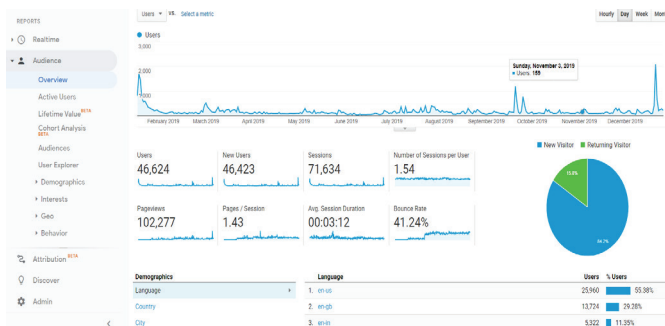 REPORTS
Realtime
Audience
Overview
Active Users
Lifetime Value BETA
Cohort Analysis
BETA
Audiences
User Explorer
Demographics
Interests
Geo
Behavior
Attribution BETA
Discover
Admin
Users VS. Select a metric
Hourly Day Week Mon
Users
3,000
2,000
1,000
Sunday, November 3, 2019
Users: 155
February 2019 March 2019 April 2019 May 2019 June 2019 July 2019 August 2019 September 2019 October 2019 November 2019 December 2019
New Visitor Returning Visitor
Users New Users Sessions Number of Sessions per User
46,624 46,423 71,634 1.54
Pageviews Pages / Session Avg. Session Duration Bounce Rate
102,277 1.43 00:03:12 41.24%
Demographics Language Users % Users
Language 1. en-us 25,960 55.38%
Country 2. en-gb 13,724 29.28%
City 3. en-in 5,322 11.35%